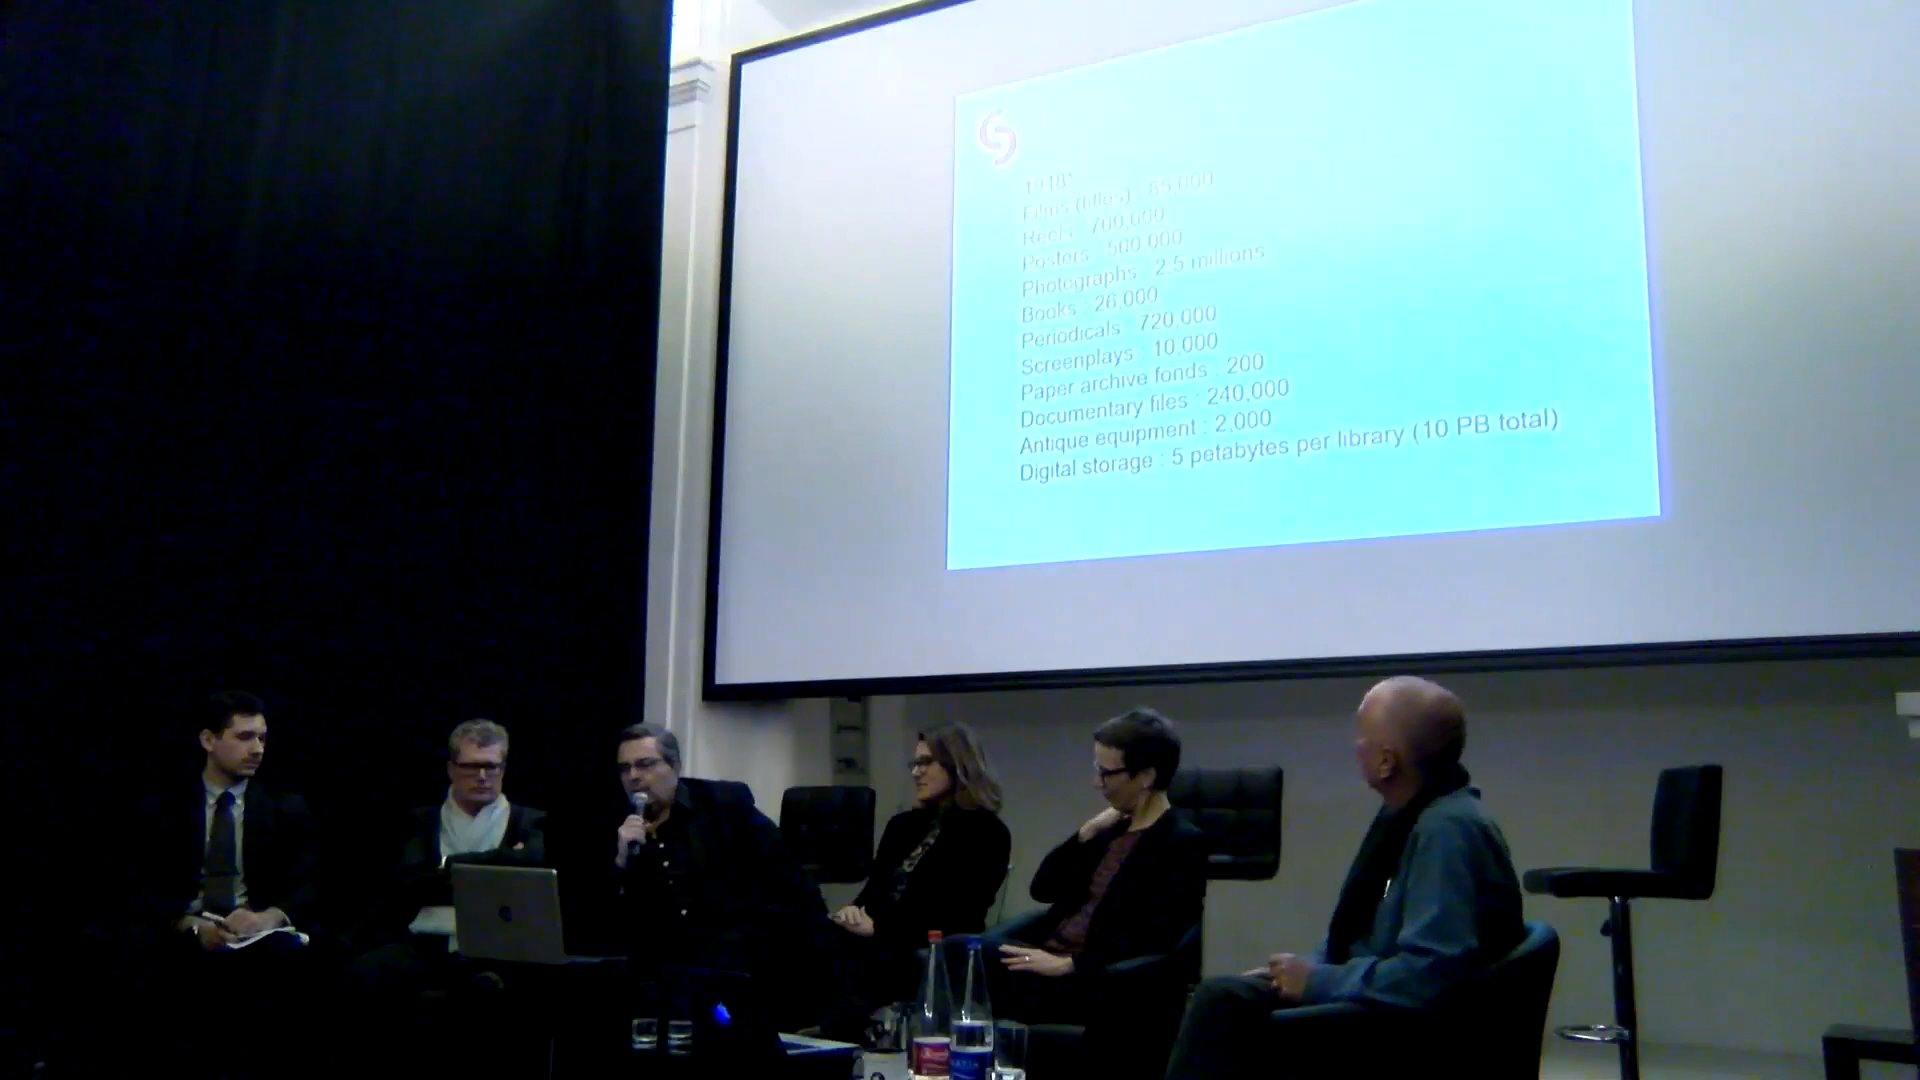 1948*
Films (titles) : 85,000
Reels : 700,000
Posters : 500,000
Photographs : 2.5 millions
Books : 26,000
Periodicals : 720,000
Screenplays : 10,000
Paper archive fonds : 200
Documentary files : 240,000
Antique equipment : 2,000
Digital storage : 5 petabytes per library (10 PB total)